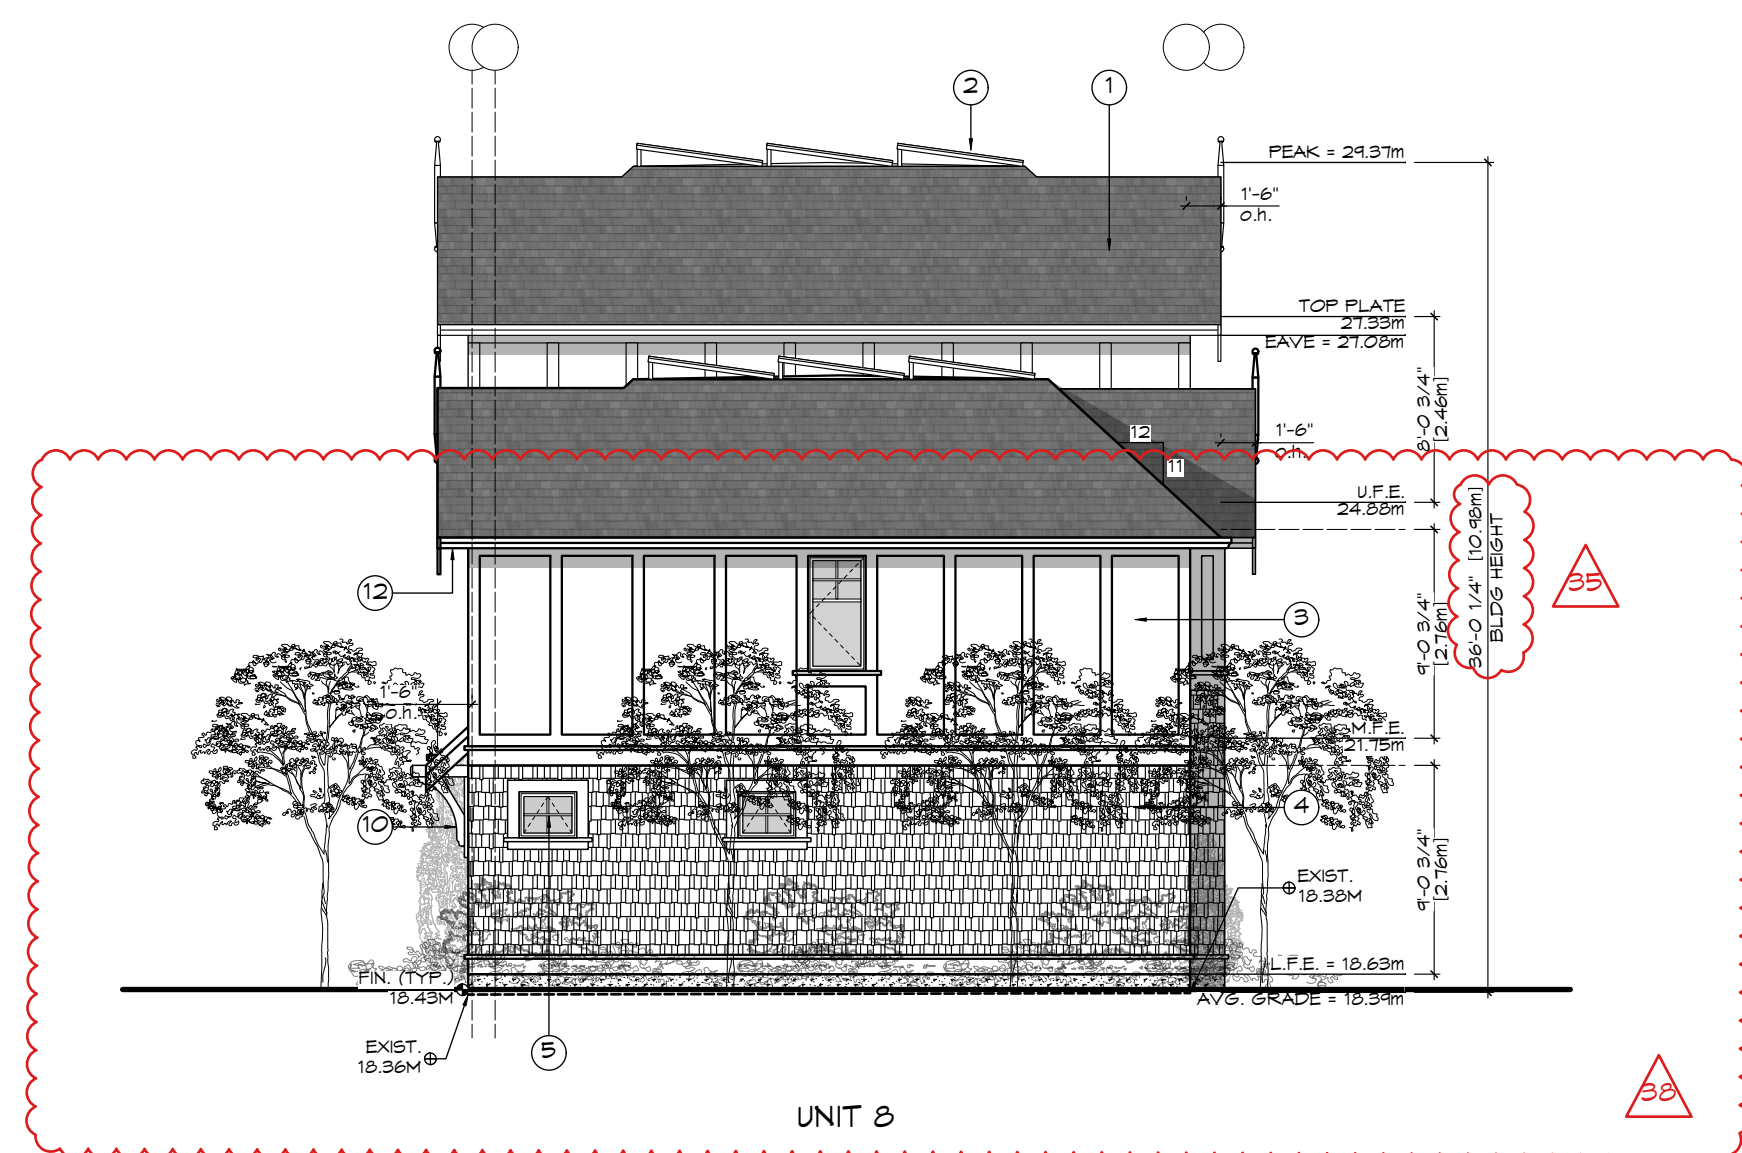 2
1
PEAK = 29.37m
1'-6"
o.h.
TOP PLATE
27.33m
EAVE = 27.08m
8'-0 3/4"
[2.46m]
12
11
1'-6"
o.h.
U.F.E.
24.88m
36'-0 1/4" [10.98m]
BLDG HEIGHT
35
12
3
9'-0 3/4"
[2.76m]
1'-6"
o.h.
M.F.E.
21.75m
10
4
9'-0 3/4"
[2.76m]
EXIST.
18.38M
L.F.E. = 18.63m
FIN. (TYP.)
18.43M
AVG. GRADE = 18.39m
EXIST.
18.36M
5
38
UNIT 8